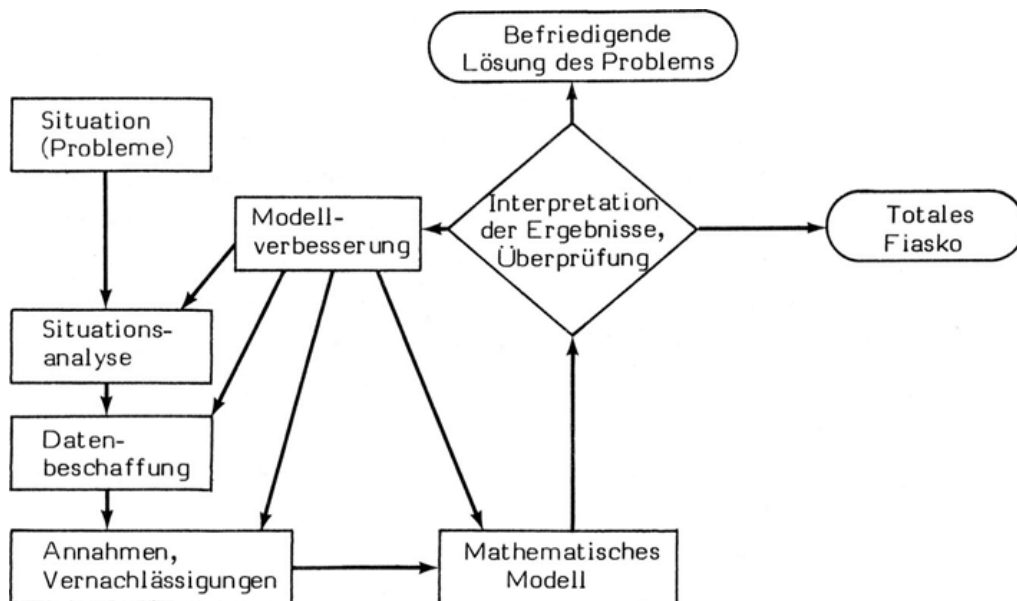 Befriedigende
Lösung des Problems
Situation
(Probleme)
Modell-
verbesserung
Interpretation
der Ergebnisse,
Überprüfung
Totales
Fiasko
Situations-
analyse
Daten-
beschaffung
Annahmen,
Vernachlässigungen
Mathematisches
Modell